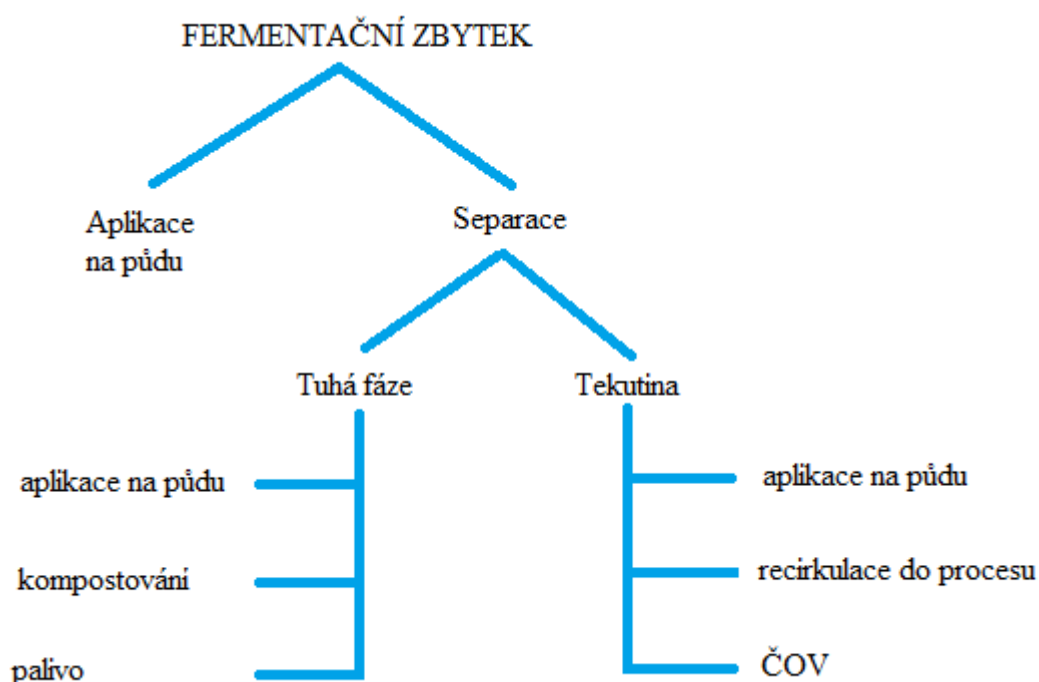 FERMENTAČNÍ ZBYTEK
Aplikace
na půdu
Separace
Tuhá fáze
Tekutina
aplikace na půdu
kompostování
palivo
aplikace na půdu
recirkulace do procesu
ČOV